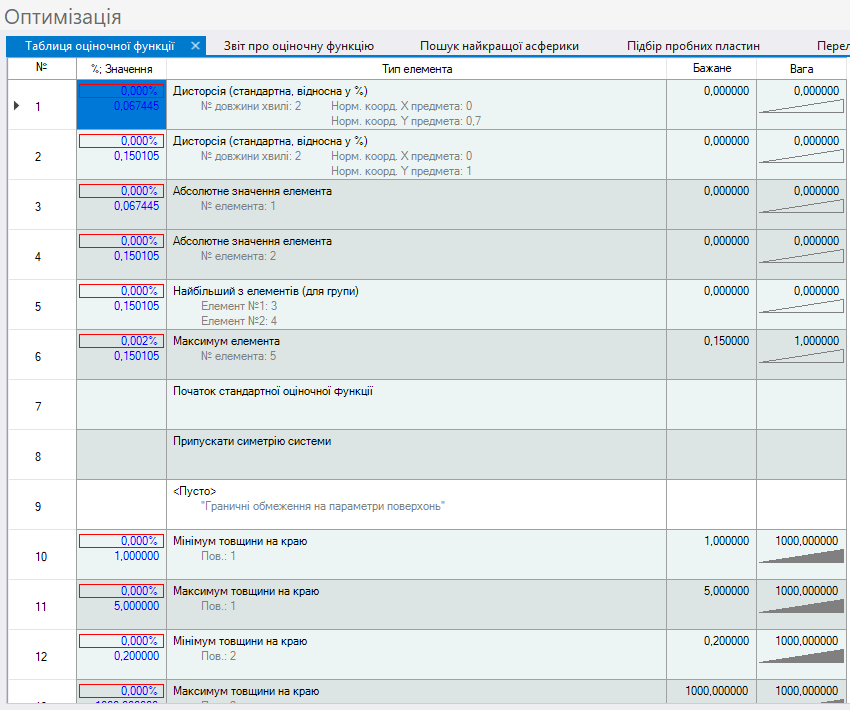 Оптимізація
Таблиця оціночної функції ✕ Звіт про оціночну функцію Пошук найкращої асферики Підбір пробних пластин Перел
№ %; Значення Тип елемента Бажане Вага
1 0,000% Дисторсія (стандартна, відносна у %) 0,000000 0,000000
0,067445 № довжини хвилі: 2 Норм. коорд. X предмета: 0
Норм. коорд. Y предмета: 0,7
2 0,000% Дисторсія (стандартна, відносна у %) 0,000000 0,000000
0,150105 № довжини хвилі: 2 Норм. коорд. X предмета: 0
Норм. коорд. Y предмета: 1
3 0,000% Абсолютне значення елемента 0,000000 0,000000
0,067445 № елемента: 1
4 0,000% Абсолютне значення елемента 0,000000 0,000000
0,150105 № елемента: 2
5 0,000% Найбільший з елементів (для групи) 0,000000 0,000000
0,150105 Елемент №1: 3
Елемент №2: 4
6 0,002% Максимум елемента 0,150000 1,000000
0,150105 № елемента: 5
7 Початок стандартної оціночної функції
8 Припускати симетрію системи
9 <Пусто>
"Граничні обмеження на параметри поверхонь"
10 0,000% Мінімум товщини на краю 1,000000 1000,000000
1,000000 Пов.: 1
11 0,000% Максимум товщини на краю 5,000000 1000,000000
5,000000 Пов.: 1
12 0,000% Мінімум товщини на краю 0,200000 1000,000000
0,200000 Пов.: 2
0,000% Максимум товщини на краю 1000,000000 1000,000000